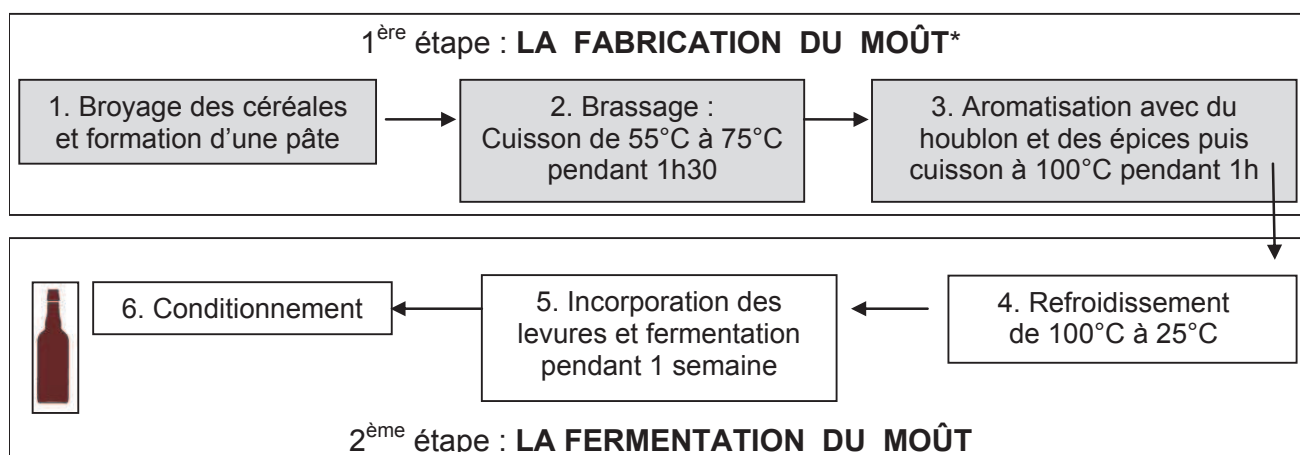 1ère étape : LA FABRICATION DU MOÛT*
1. Broyage des céréales
et formation d'une pâte
2. Brassage :
Cuisson de 55°C à 75°C
pendant 1h30
3. Aromatisation avec du
houblon et des épices puis
cuisson à 100°C pendant 1h
4. Refroidissement
de 100°C à 25°C
5. Incorporation des
levures et fermentation
pendant 1 semaine
6. Conditionnement
2ème étape : LA FERMENTATION DU MOÛT